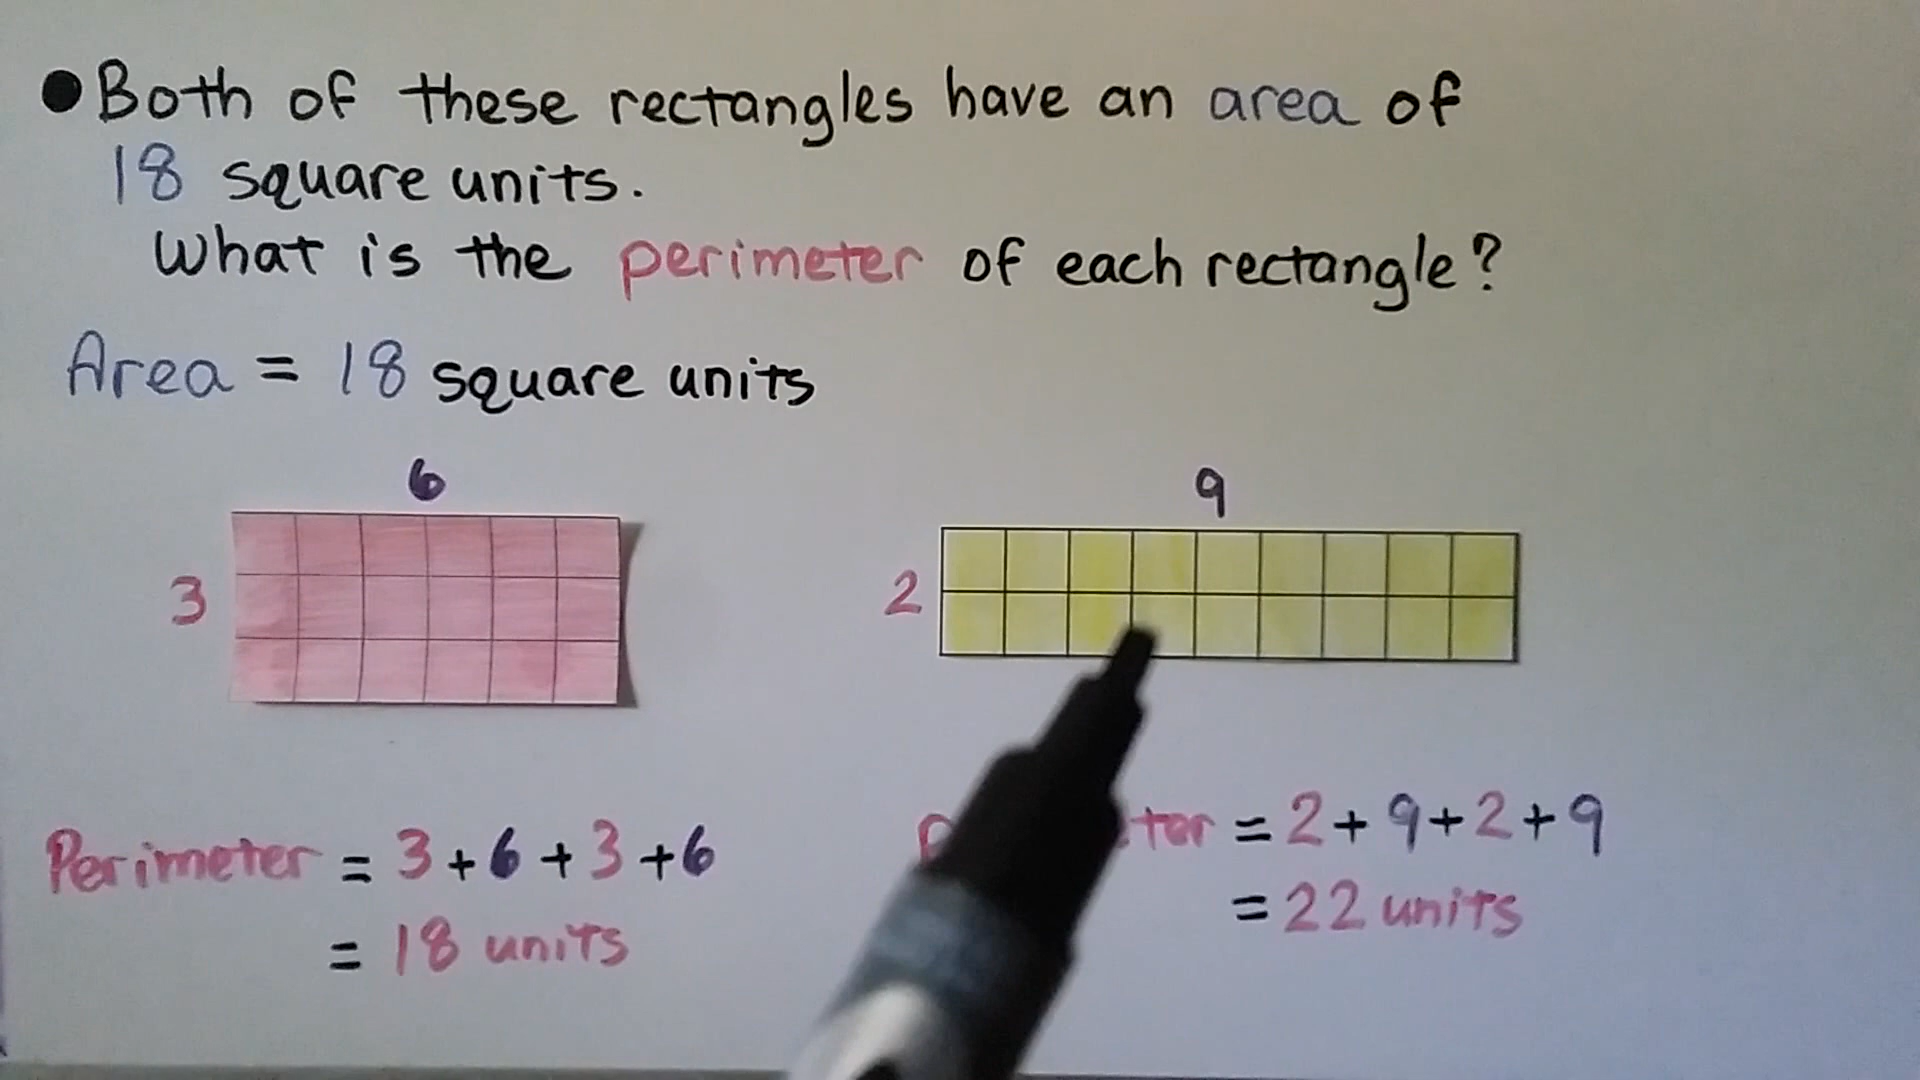 Both of these rectangles have an area of
18 square units.
What is the perimeter of each rectangle?
Area = 18 square units
6
3
9
2
Perimeter = 3+6+3+6
= 18 units
= 2+9+2+9
= 22 units